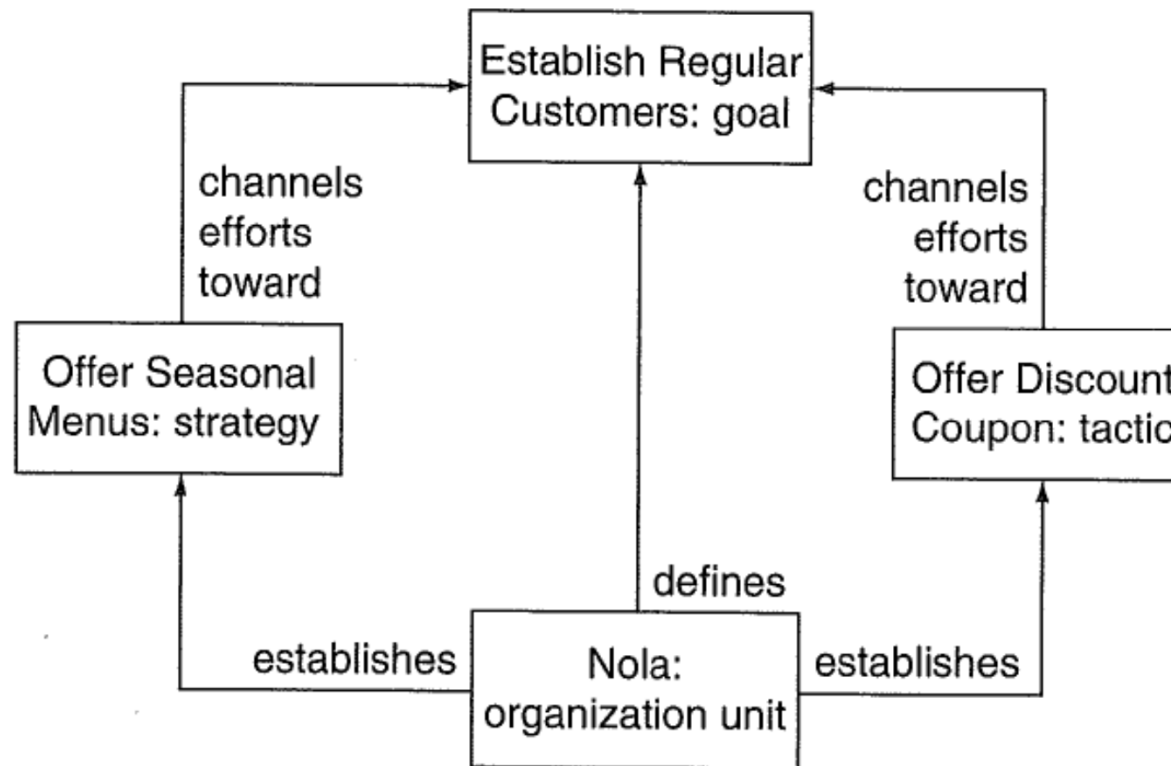 Establish Regular
Customers: goal
channels
efforts
toward
channels
efforts
toward
Offer Seasonal
Menus: strategy
Offer Discount
Coupon: tactic
defines
establishes
Nola:
organization unit
establishes